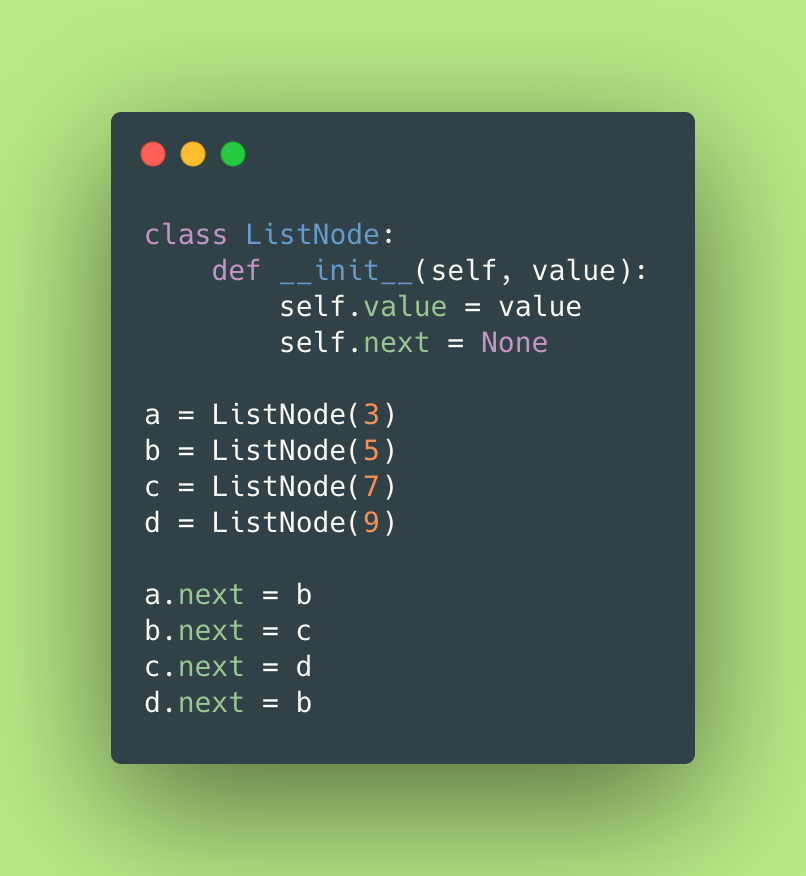 class ListNode:
    def __init__(self, value):
        self.value = value
        self.next = None

a = ListNode(3)
b = ListNode(5)
c = ListNode(7)
d = ListNode(9)

a.next = b
b.next = c
c.next = d
d.next = b